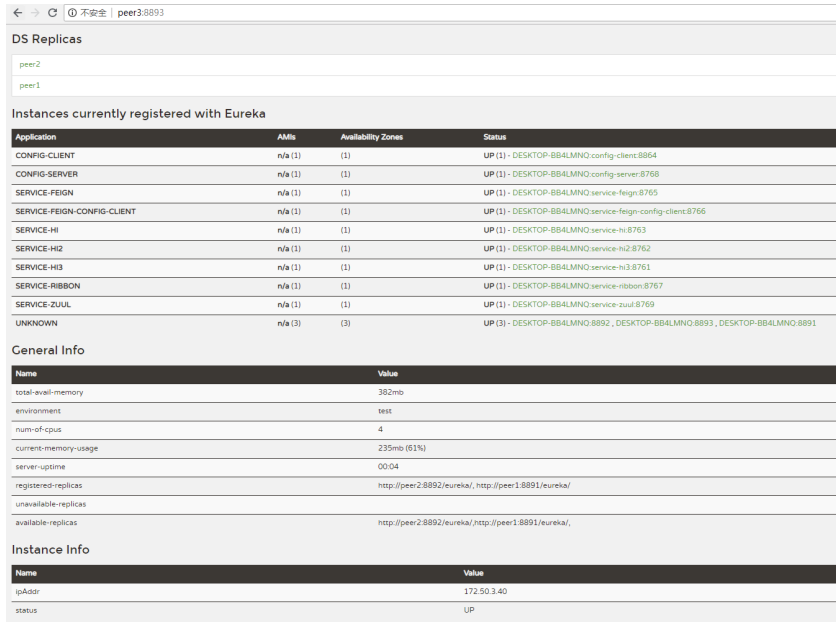 不安全 | peer3:8893
DS Replicas
peer2
peer1
Instances currently registered with Eureka
Application AMIs Availability Zones Status
CONFIG-CLIENT n/a (1) (1) UP (1) - DESKTOP-BB4LMNQ:config-client:8864
CONFIG-SERVER n/a (1) (1) UP (1) - DESKTOP-BB4LMNQ:config-server:8768
SERVICE-FEIGN n/a (1) (1) UP (1) - DESKTOP-BB4LMNQ:service-feign:8765
SERVICE-FEIGN-CONFIG-CLIENT n/a (1) (1) UP (1) - DESKTOP-BB4LMNQ:service-feign-config-client:8766
SERVICE-HI n/a (1) (1) UP (1) - DESKTOP-BB4LMNQ:service-hi:8763
SERVICE-HI2 n/a (1) (1) UP (1) - DESKTOP-BB4LMNQ:service-hi2:8762
SERVICE-HI3 n/a (1) (1) UP (1) - DESKTOP-BB4LMNQ:service-hi3:8761
SERVICE-RIBBON n/a (1) (1) UP (1) - DESKTOP-BB4LMNQ:service-ribbon:8767
SERVICE-ZUUL n/a (1) (1) UP (1) - DESKTOP-BB4LMNQ:service-zuul:8769
UNKNOWN n/a (3) (3) UP (3) - DESKTOP-BB4LMNQ:8892 , DESKTOP-BB4LMNQ:8893 , DESKTOP-BB4LMNQ:8891
General Info
Name Value
total-avail-memory 382mb
environment test
num-of-cpus 4
current-memory-usage 235mb (61%)
server-uptime 00:04
registered-replicas http://peer2:8892/eureka/, http://peer1:8891/eureka/
unavailable-replicas
available-replicas http://peer2:8892/eureka/,http://peer1:8891/eureka/,
Instance Info
Name Value
ipAddr 172.50.3.40
status UP